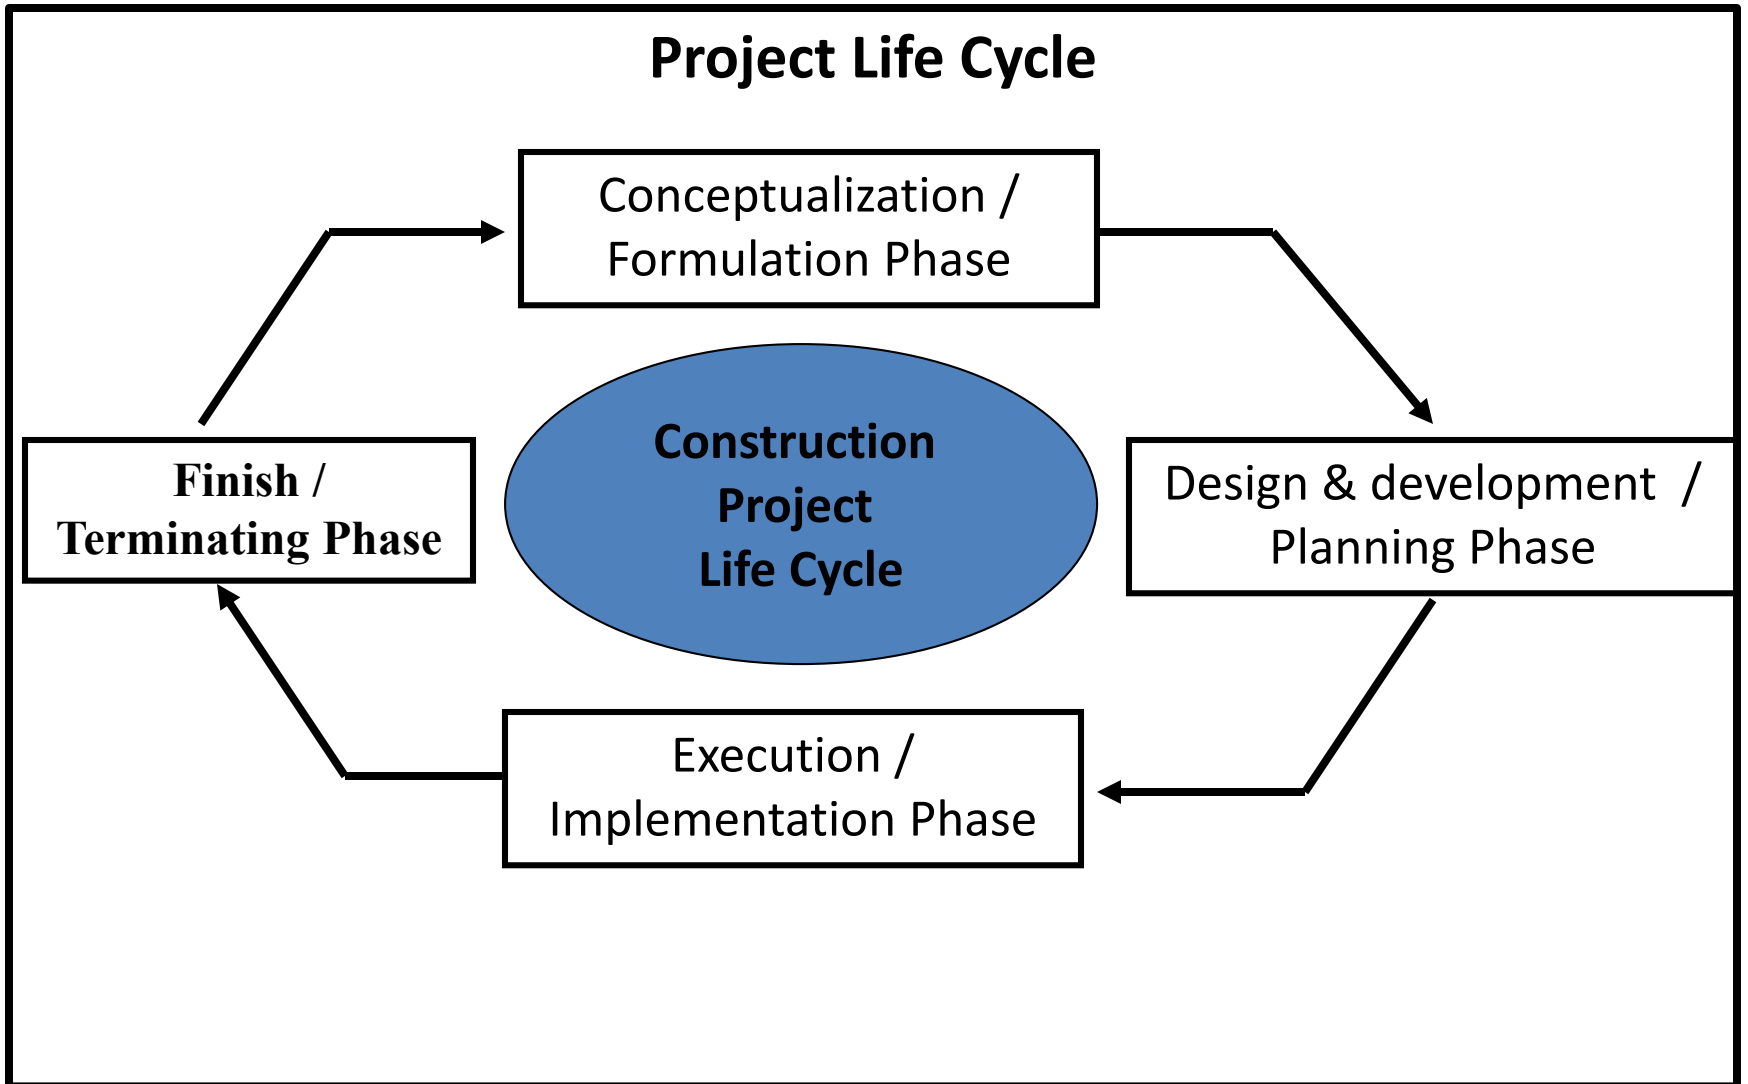 Project Life Cycle
Conceptualization /
Formulation Phase
Construction
Project
Life Cycle
Finish /
Terminating Phase
Design & development  /
Planning Phase
Execution /
Implementation Phase